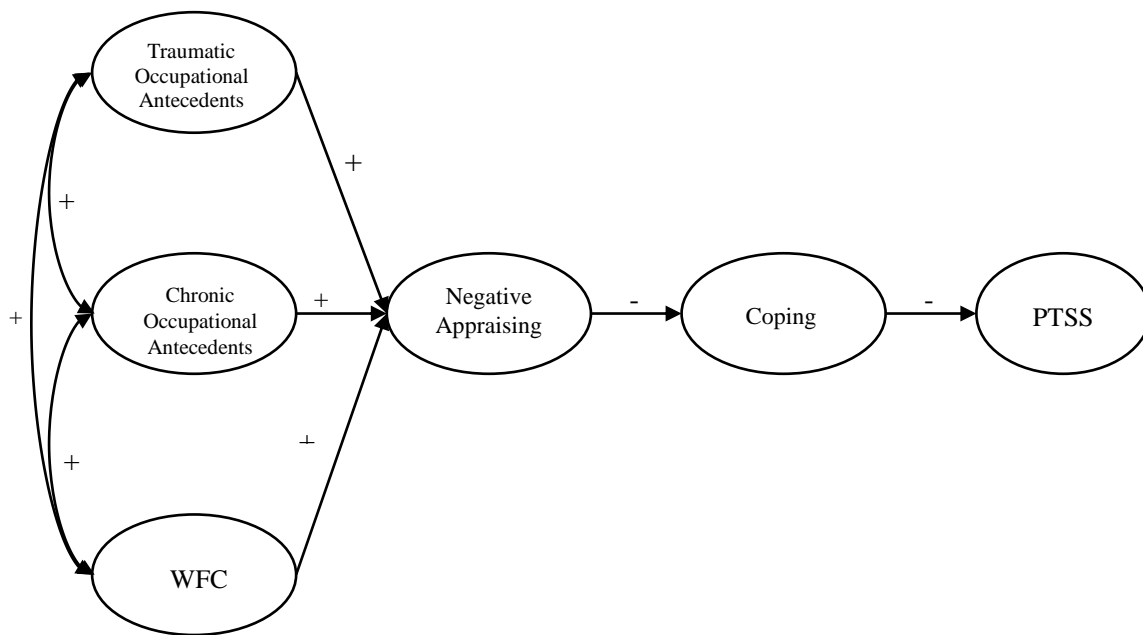 Traumatic
Occupational
Antecedents
+
+
+
Chronic
Occupational
Antecedents
+
Negative
Appraising
-
Coping
-
PTSS
+
+
+
WFC